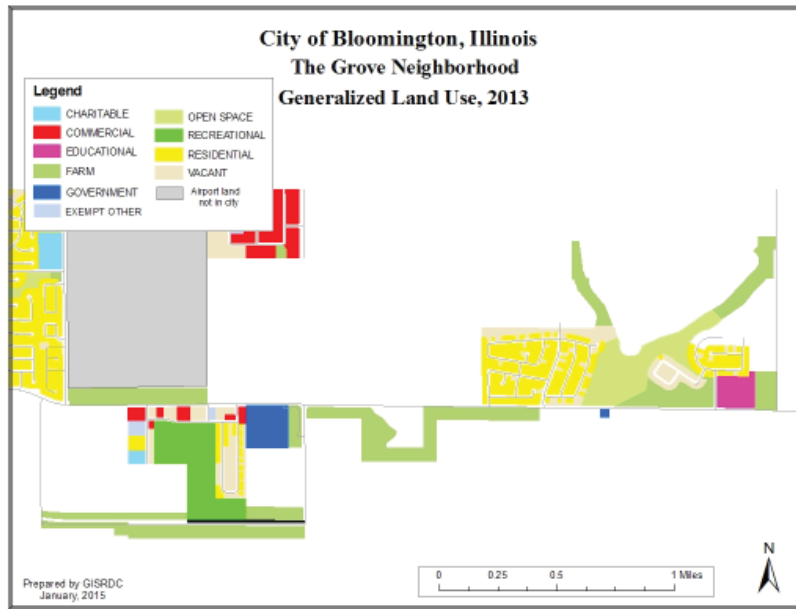 City of Bloomington, Illinois
The Grove Neighborhood
Generalized Land Use, 2013
Legend
CHARITABLE
COMMERCIAL
EDUCATIONAL
FARM
GOVERNMENT
EXEMPT OTHER
OPEN SPACE
RECREATIONAL
RESIDENTIAL
VACANT
Airport land
not in city
Prepared by GISRDC
January, 2015
0 0.25 0.5 1 Miles
N